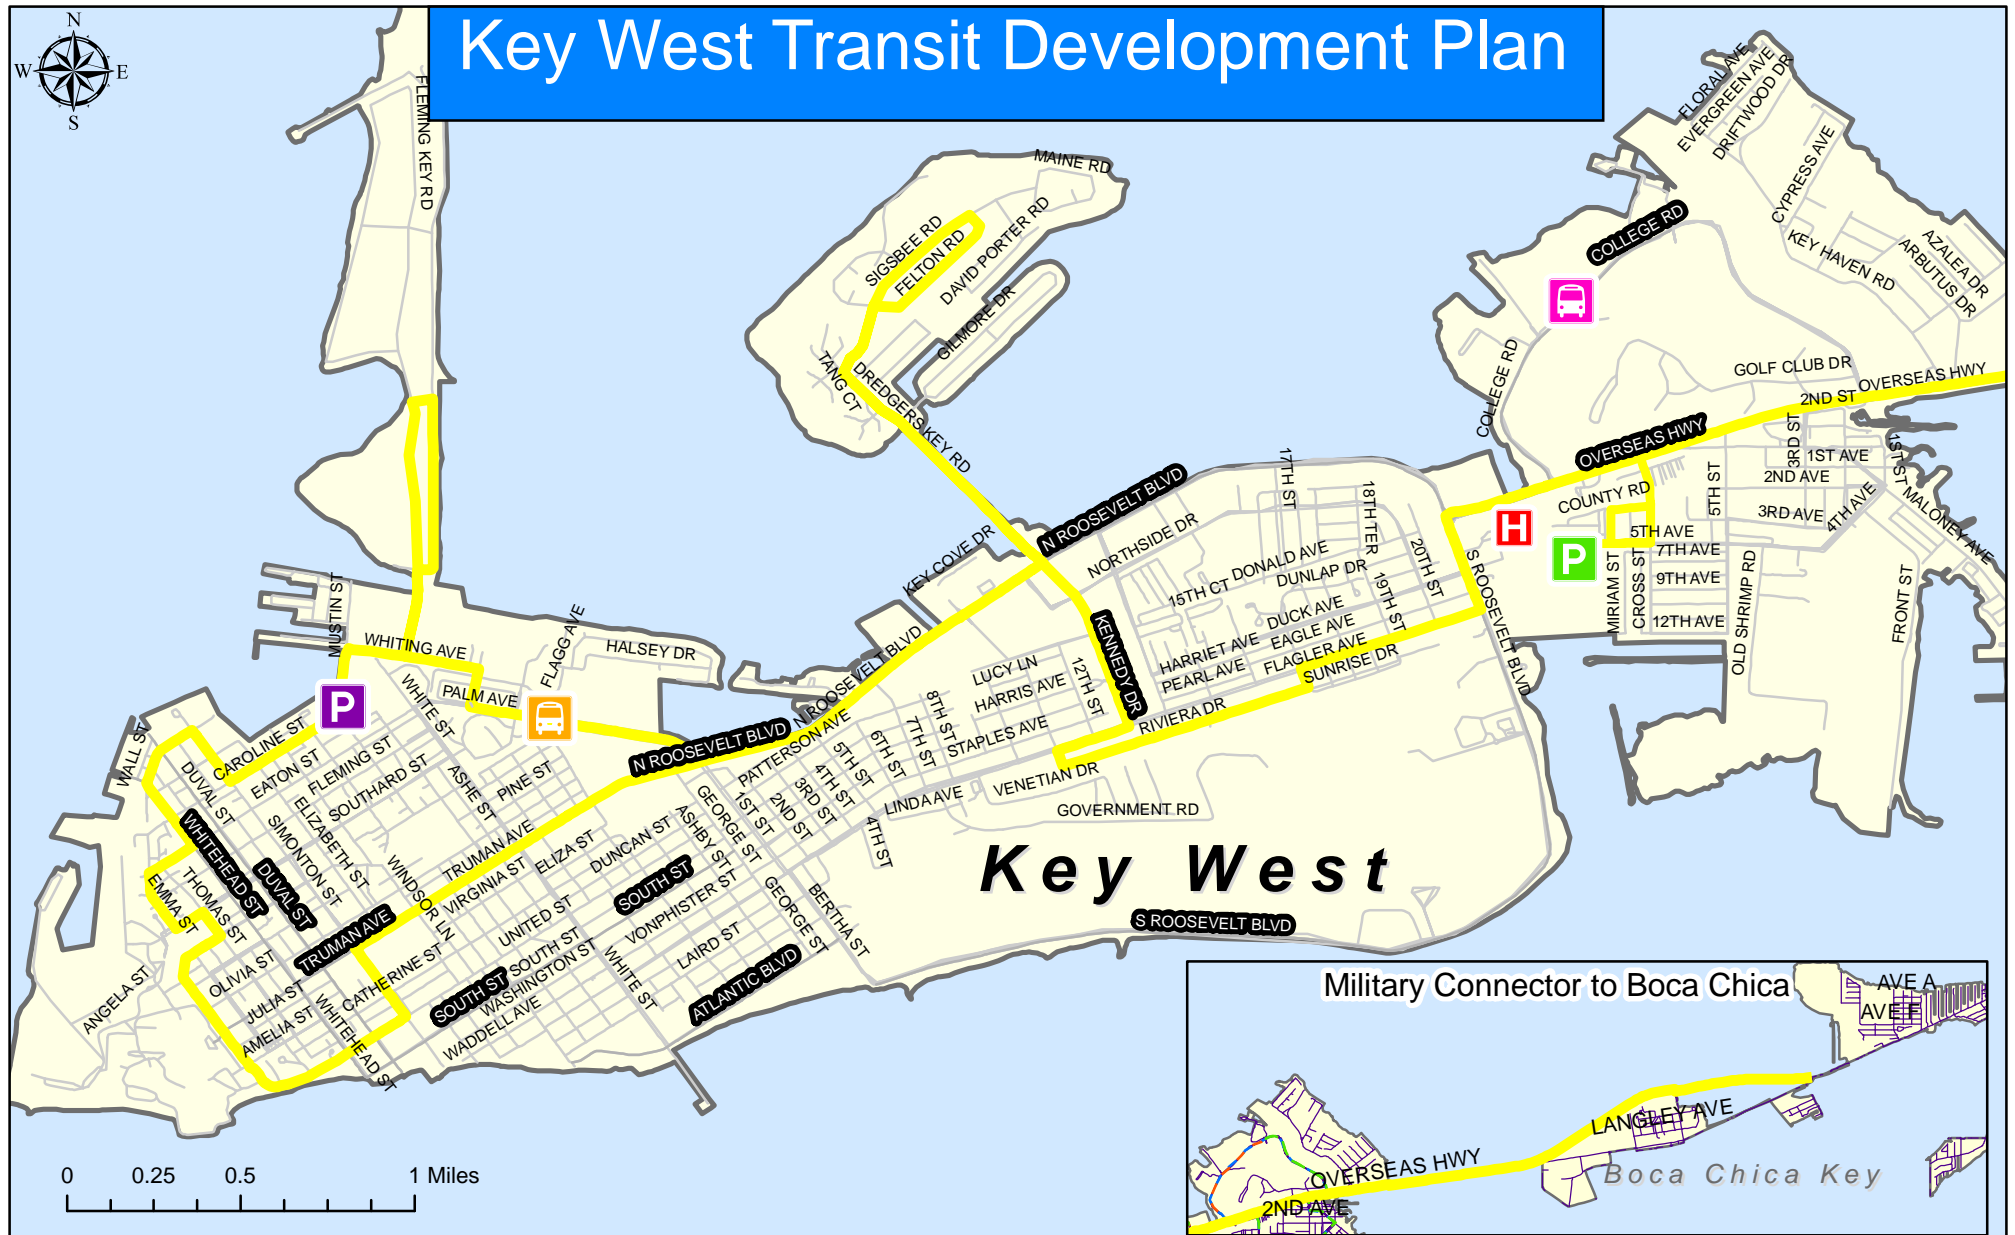 Key West Transit Development Plan
N
W
E
S
FLEMING KEY RD
MAINE RD
SIGSBEE RD
FELTON RD
DAVID PORTER RD
GILMORE DR
TANG CT
DREDGERS KEY RD
FLORAL AVE
EVERGREEN AVE
DRIFTWOOD DR
CYPRESS AVE
COLLEGE RD
KEY HAVEN RD
AZALEA DR
ARBUTUS DR
COLLEGE RD
GOLF CLUB DR
OVERSEAS HWY
2ND ST
OVERSEAS HWY
3RD ST
1ST ST
1ST AVE
2ND AVE
5TH ST
COUNTY RD
3RD AVE
4TH AVE
MALONEY AVE
H
P
5TH AVE
7TH AVE
9TH AVE
12TH AVE
MIRIAM ST
CROSS ST
OLD SHRIMP RD
FRONT ST
N ROOSEVELT BLVD
17TH ST
18TH TER
NORTHSIDE DR
20TH ST
S ROOSEVELT BLVD
DONALD AVE
DUNLAP DR
15TH CT
19TH ST
DUCK AVE
EAGLE AVE
HARRIET AVE
FLAGLER AVE
PEARL AVE
SUNRISE DR
KENNEDY DR
RIVIERA DR
KEY COVE DR
N ROOSEVELT BLVD
LUCY LN
HARRIS AVE
12TH ST
STAPLES AVE
8TH ST
7TH ST
6TH ST
5TH ST
4TH ST
3RD ST
2ND ST
1ST ST
PATTERSON AVE
VENETIAN DR
LINDA AVE
GOVERNMENT RD
4TH ST
MUSTIN ST
WHITING AVE
FLAGG AVE
HALSEY DR
PALM AVE
P
WHITE ST
N ROOSEVELT BLVD
WALL ST
CAROLINE ST
EATON ST
FLEMING ST
SOUTHARD ST
DUVAL ST
ELIZABETH ST
SIMONTON ST
ASHE ST
PINE ST
TRUMAN AVE
VIRGINIA ST
ELIZA ST
DUNCAN ST
ASHBY ST
GEORGE ST
WHITEHEAD ST
DUVAL ST
WINDSOR LN
SOUTH ST
EMMA ST
THOMAS ST
TRUMAN AVE
UNITED ST
VONPHISTER ST
GEORGE ST
BERTHA ST
OLIVIA ST
CATHERINE ST
SOUTH ST
LAIRD ST
ANGELA ST
JULIA ST
AMELIA ST
WHITEHEAD ST
SOUTH ST
WASHINGTON ST
WADDELL AVE
WHITE ST
ATLANTIC BLVD
Key West
S ROOSEVELT BLVD
0 0.25 0.5 1 Miles
Military Connector to Boca Chica
AVE A
AVE F
LANGLEY AVE
OVERSEAS HWY
Boca Chica Key
2ND AVE